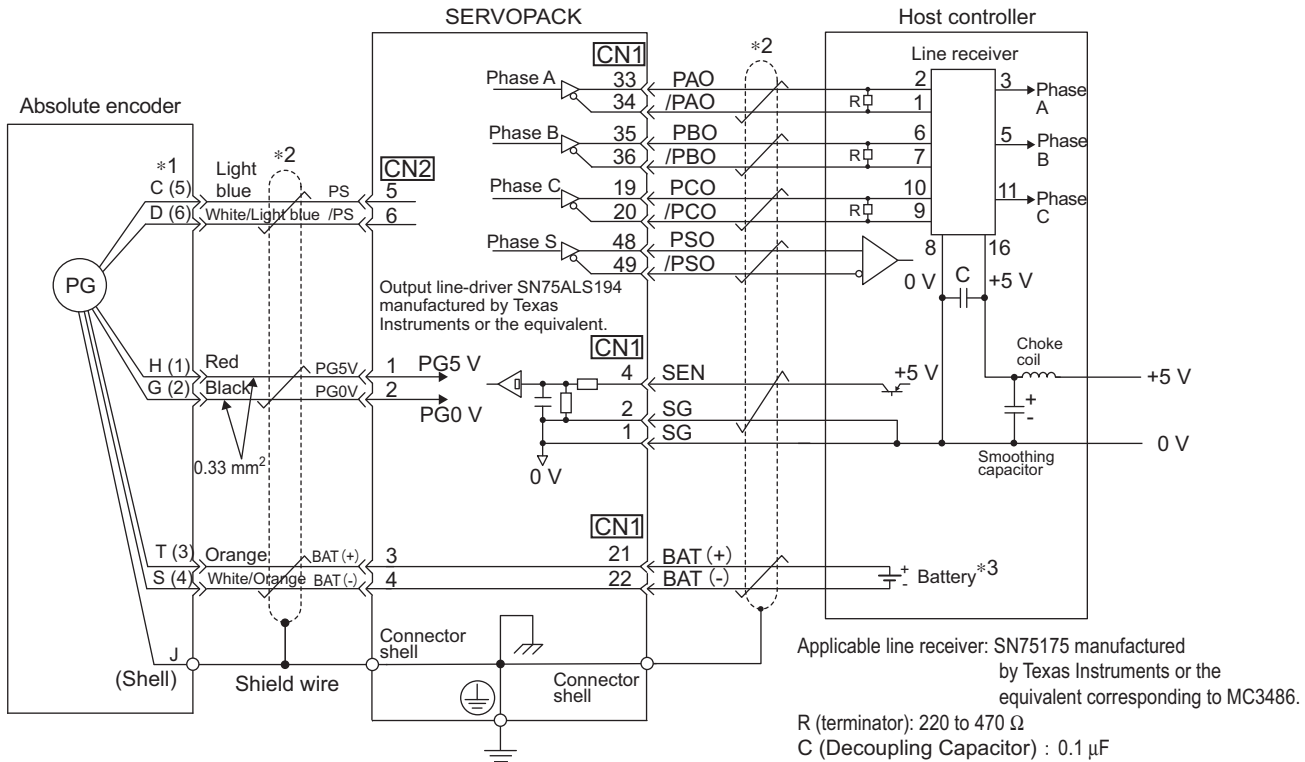 SERVOPACK
Host controller
Absolute encoder
*1
*2
Light
blue
C (5)
PS
5
D (6)
White/Light blue
/PS
6
CN2
PG
H (1)
Red
PG5V
1
PG5 V
G (2)
Black
PG0V
2
PG0 V
0.33 mm²
T (3)
Orange
BAT (+)
3
S (4)
White/Orange
BAT (-)
4
J
(Shell)
Shield wire
Connector
shell
CN1
*2
Phase A
33
PAO
34
/PAO
Phase B
35
PBO
36
/PBO
Phase C
19
PCO
20
/PCO
Phase S
48
PSO
49
/PSO
Output line-driver SN75ALS194
manufactured by Texas
Instruments or the equivalent.
CN1
4
SEN
2
SG
1
SG
0 V
CN1
21
BAT (+)
22
BAT (-)
Connector
shell
Line receiver
R
2
1
3
Phase
A
R
6
7
5
Phase
B
R
10
9
11
Phase
C
8
16
0 V
C
+5 V
+5 V
Choke
coil
+5 V
+
-
Smoothing
capacitor
0 V
+
-
Battery*3
Applicable line receiver: SN75175 manufactured
by Texas Instruments or the
equivalent corresponding to MC3486.
R (terminator): 220 to 470 Ω
C (Decoupling Capacitor) : 0.1 μF